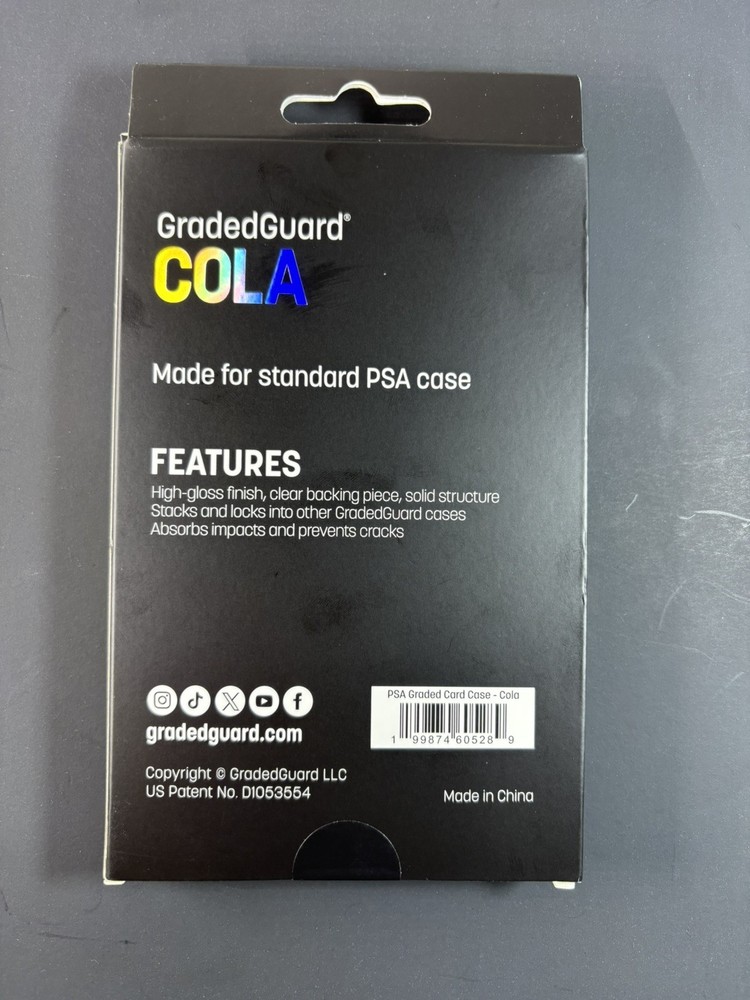 GradedGuard®
COLA
Made for standard PSA case
FEATURES
High-gloss finish, clear backing piece, solid structure
Stacks and locks into other GradedGuard cases
Absorbs impacts and prevents cracks
gradedguard.com
PSA Graded Card Case - Cola
1 99874 60528 9
Copyright © GradedGuard LLC
US Patent No. D1053554
Made in China